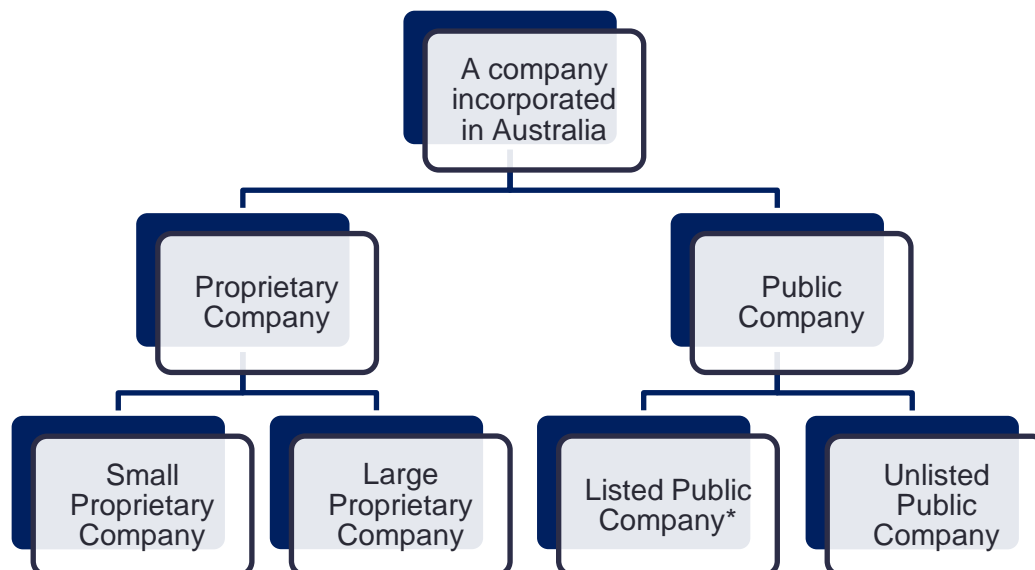 A company
incorporated
in Australia
Proprietary
Company
Public
Company
Small
Proprietary
Company
Large
Proprietary
Company
Listed Public
Company*
Unlisted
Public
Company